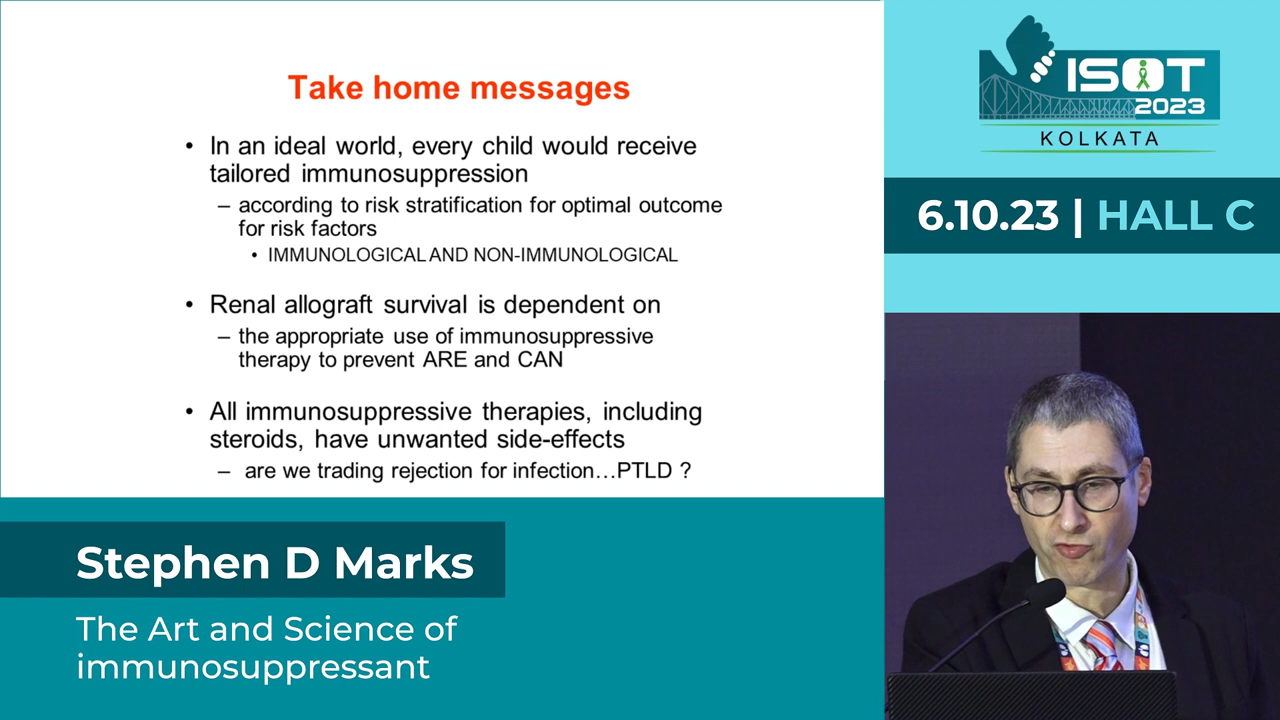 Take home messages
• In an ideal world, every child would receive
tailored immunosuppression
– according to risk stratification for optimal outcome
for risk factors
• IMMUNOLOGICAL AND NON-IMMUNOLOGICAL
• Renal allograft survival is dependent on
– the appropriate use of immunosuppressive
therapy to prevent ARE and CAN
• All immunosuppressive therapies, including
steroids, have unwanted side-effects
– are we trading rejection for infection…PTLD ?
ISOT
2023
KOLKATA
6.10.23 | HALL C
Stephen D Marks
The Art and Science of
immunosuppressant